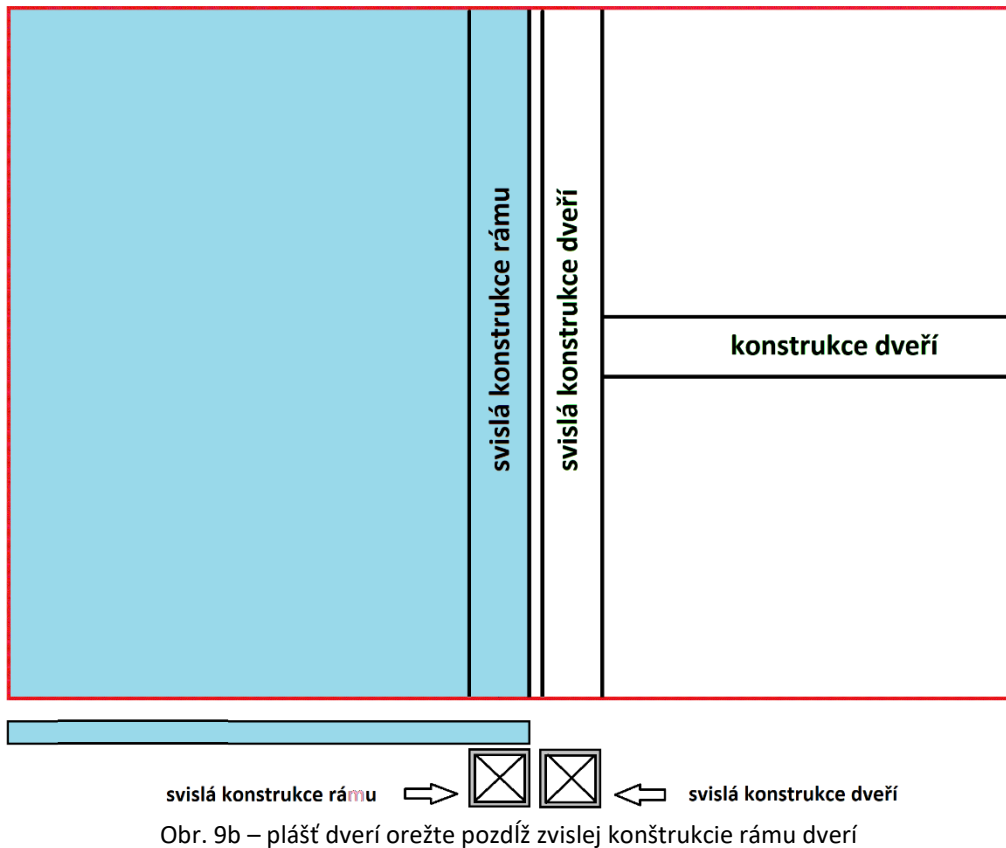 svislá konstrukce rámu
svislá konstrukce dveří
konstrukce dveří
svislá konstrukce rámu
svislá konstrukce dveří
Obr. 9b – plášť dverí orežte pozdĺž zvislej konštrukcie rámu dverí